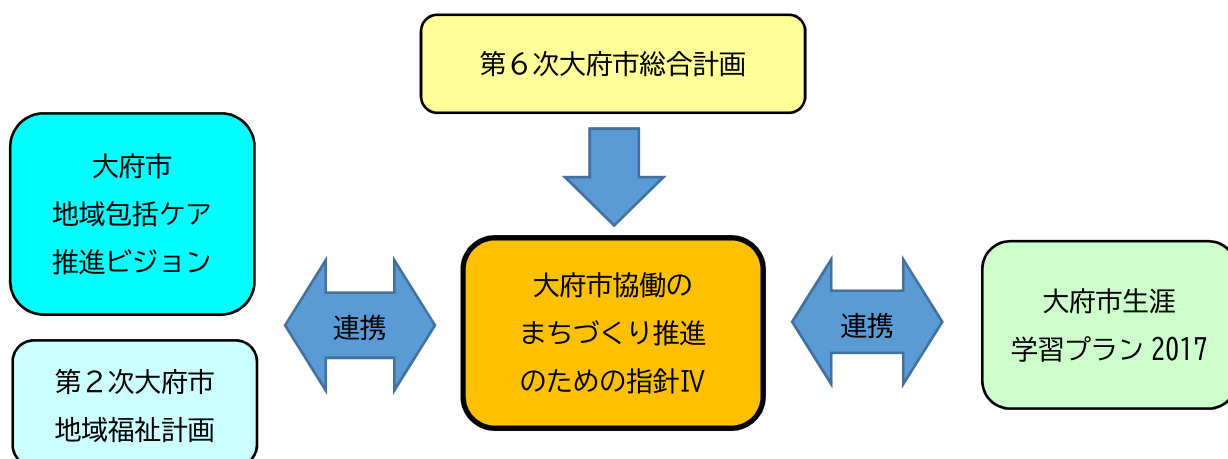 第６次大府市総合計画
大府市
地域包括ケア
推進ビジョン
大府市協働の
まちづくり推進
のための指針Ⅳ
大府市生涯
学習プラン 2017
連携
連携
第２次大府市
地域福祉計画